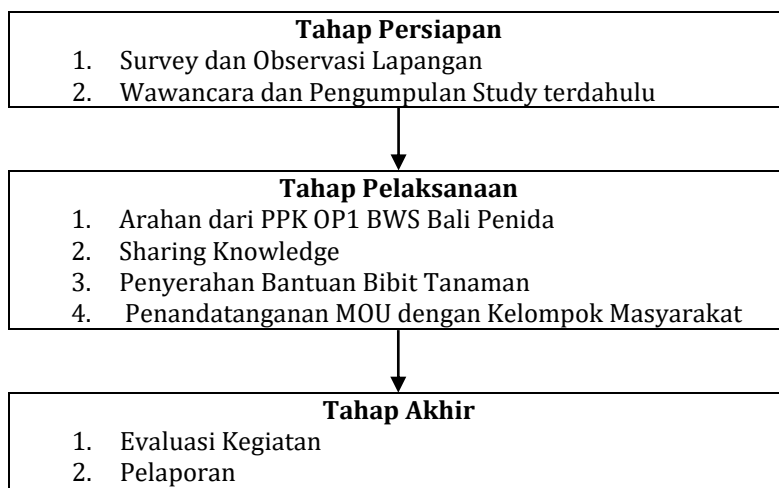 Tahap Persiapan
1. Survey dan Observasi Lapangan
2. Wawancara dan Pengumpulan Study terdahulu
Tahap Pelaksanaan
1. Arahan dari PPK OP1 BWS Bali Penida
2. Sharing Knowledge
3. Penyerahan Bantuan Bibit Tanaman
4. Penandatanganan MOU dengan Kelompok Masyarakat
Tahap Akhir
1. Evaluasi Kegiatan
2. Pelaporan